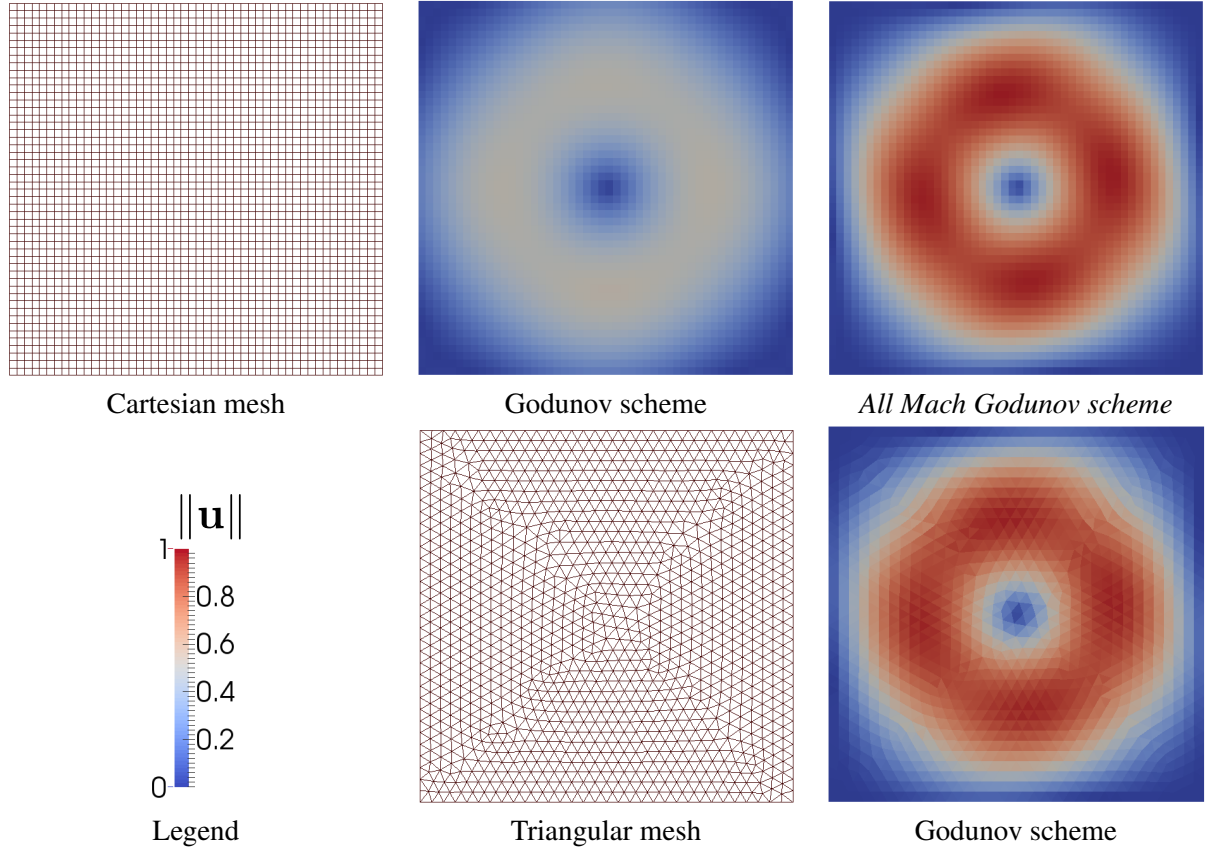 Cartesian mesh
Godunov scheme
All Mach Godunov scheme
||u||
1
0.8
0.6
0.4
0.2
0
Legend
Triangular mesh
Godunov scheme